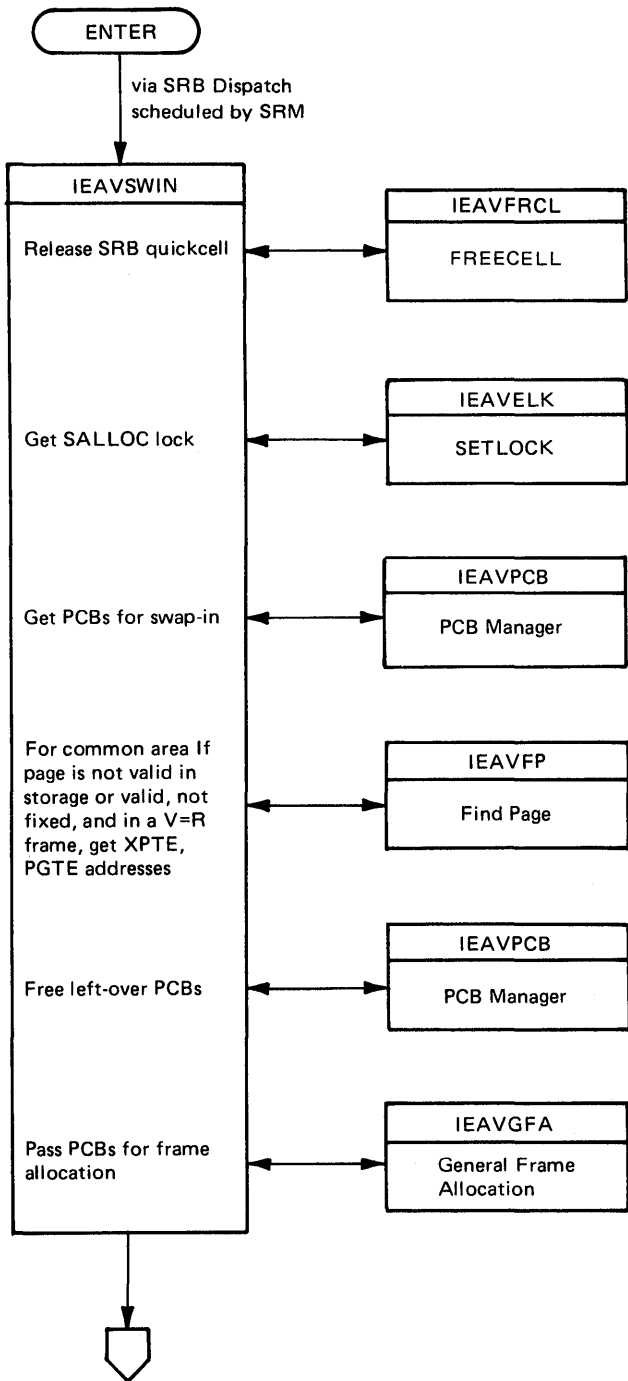 ENTER
via SRB Dispatch
scheduled by SRM
IEAVSWIN
Release SRB quickcell
IEAVFRCL
FREECELL
Get SALLOC lock
IEAVELK
SETLOCK
Get PCBs for swap-in
IEAVPCB
PCB Manager
For common area If
page is not valid in
storage or valid, not
fixed, and in a V=R
frame, get XPTE,
PGTE addresses
IEAVFP
Find Page
Free left-over PCBs
IEAVPCB
PCB Manager
Pass PCBs for frame
allocation
IEAVGFA
General Frame
Allocation